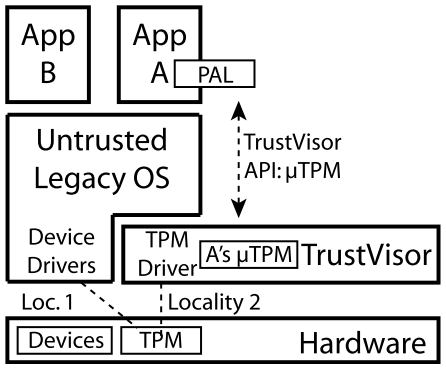 App
B
App
A
PAL
Untrusted
Legacy OS
TrustVisor
API: µTPM
Device
Drivers
TPM
Driver
A's µTPM
TrustVisor
Loc. 1
Locality 2
Devices
TPM
Hardware